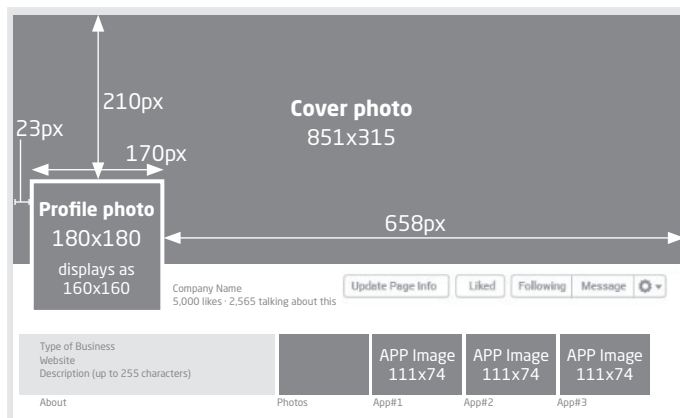 210px
Cover photo
851x315
23px
170px
Profile photo
180x180
displays as
160x160
658px
Company Name
5,000 likes · 2,565 talking about this
Update Page Info
Liked
Following
Message
Type of Business
Website
Description (up to 255 characters)
APP Image
111x74
APP Image
111x74
APP Image
111x74
About
Photos
App#1
App#2
App#3